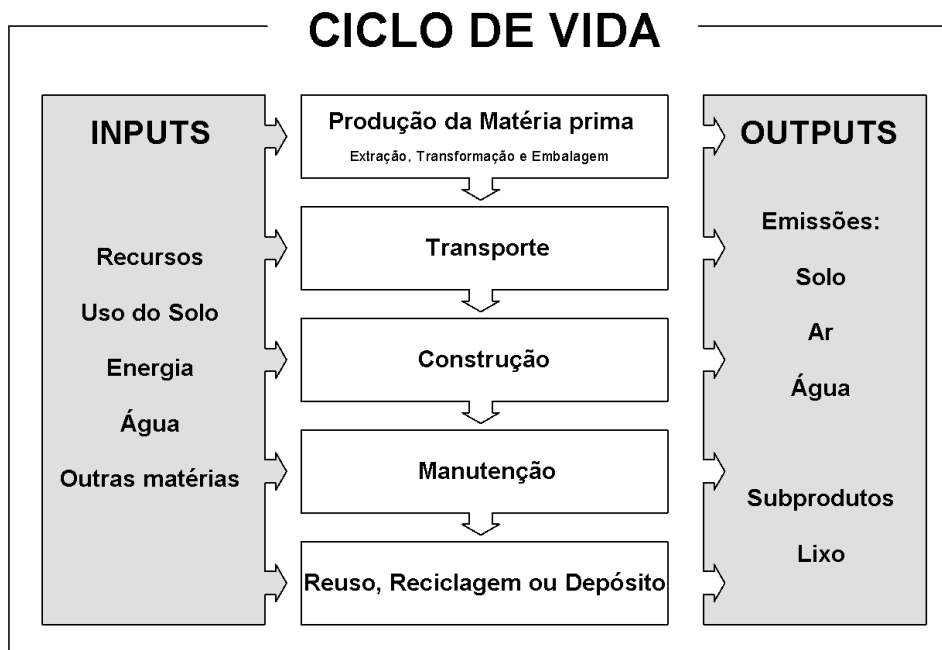 CICLO DE VIDA
INPUTS
Recursos
Uso do Solo
Energia
Água
Outras matérias
Produção da Matéria prima
Extração, Transformação e Embalagem
Transporte
Construção
Manutenção
Reuso, Reciclagem ou Depósito
OUTPUTS
Emissões:
Solo
Ar
Água
Subprodutos
Lixo